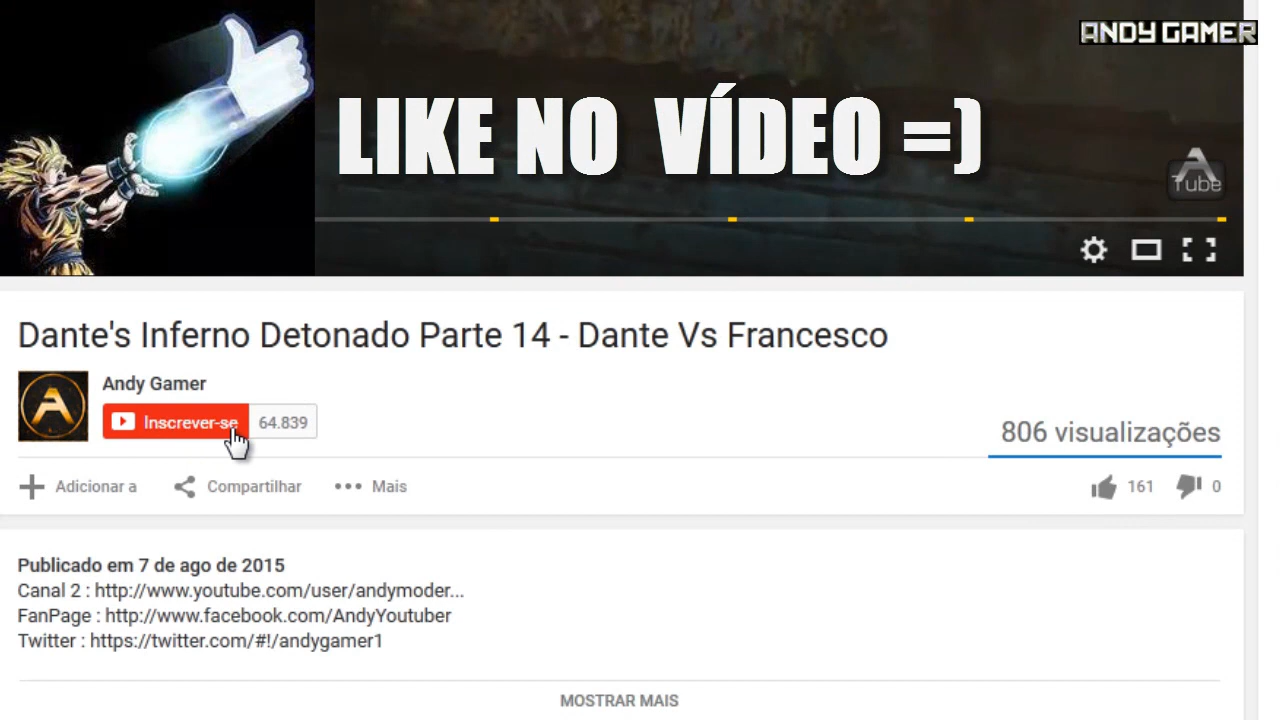 ANDY GAMER
LIKE NO VÍDEO =)
A
Tube
Dante's Inferno Detonado Parte 14 - Dante Vs Francesco
A
Andy Gamer
Inscrever-se 64.839
806 visualizações
Adicionar a Compartilhar Mais 161 0
Publicado em 7 de ago de 2015
Canal 2 : http://www.youtube.com/user/andymoder...
FanPage : http://www.facebook.com/AndyYoutuber
Twitter : https://twitter.com/#!/andygamer1
MOSTRAR MAIS